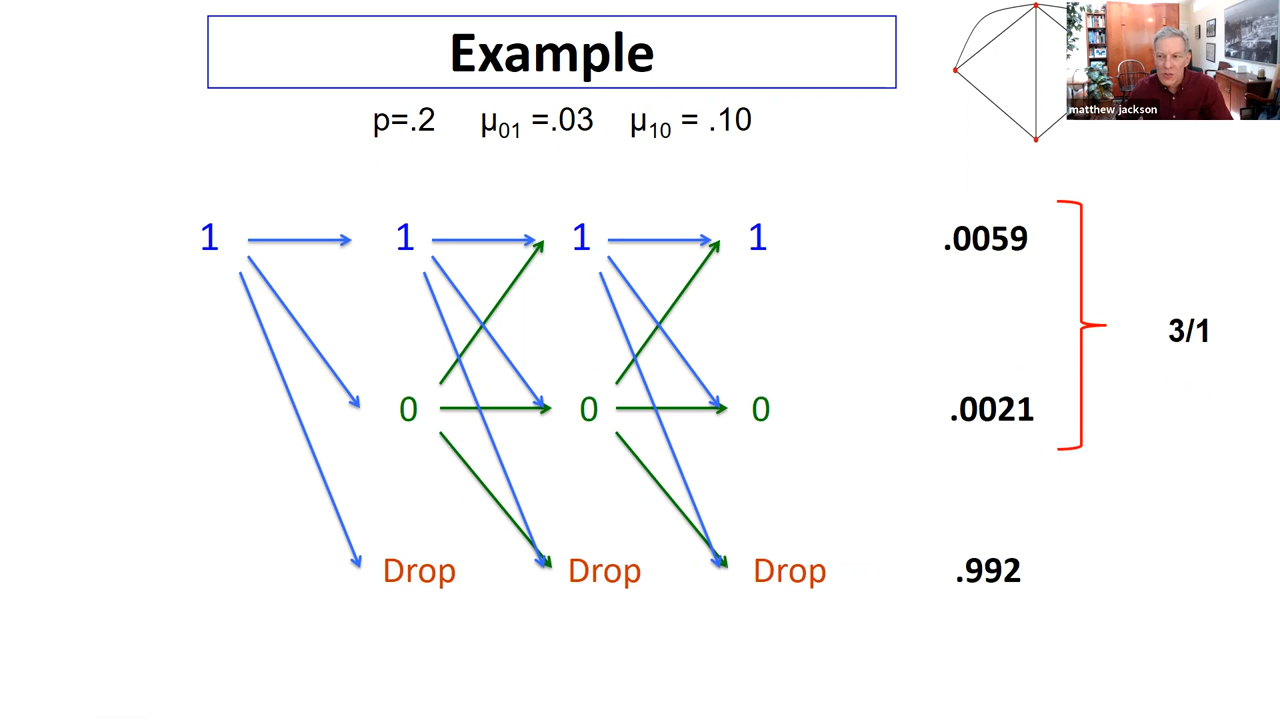 Example
matthew jackson
p=.2 μ01 =.03 μ10 = .10
1 1 1 1 .0059
3/1
0 0 0 .0021
Drop Drop Drop .992